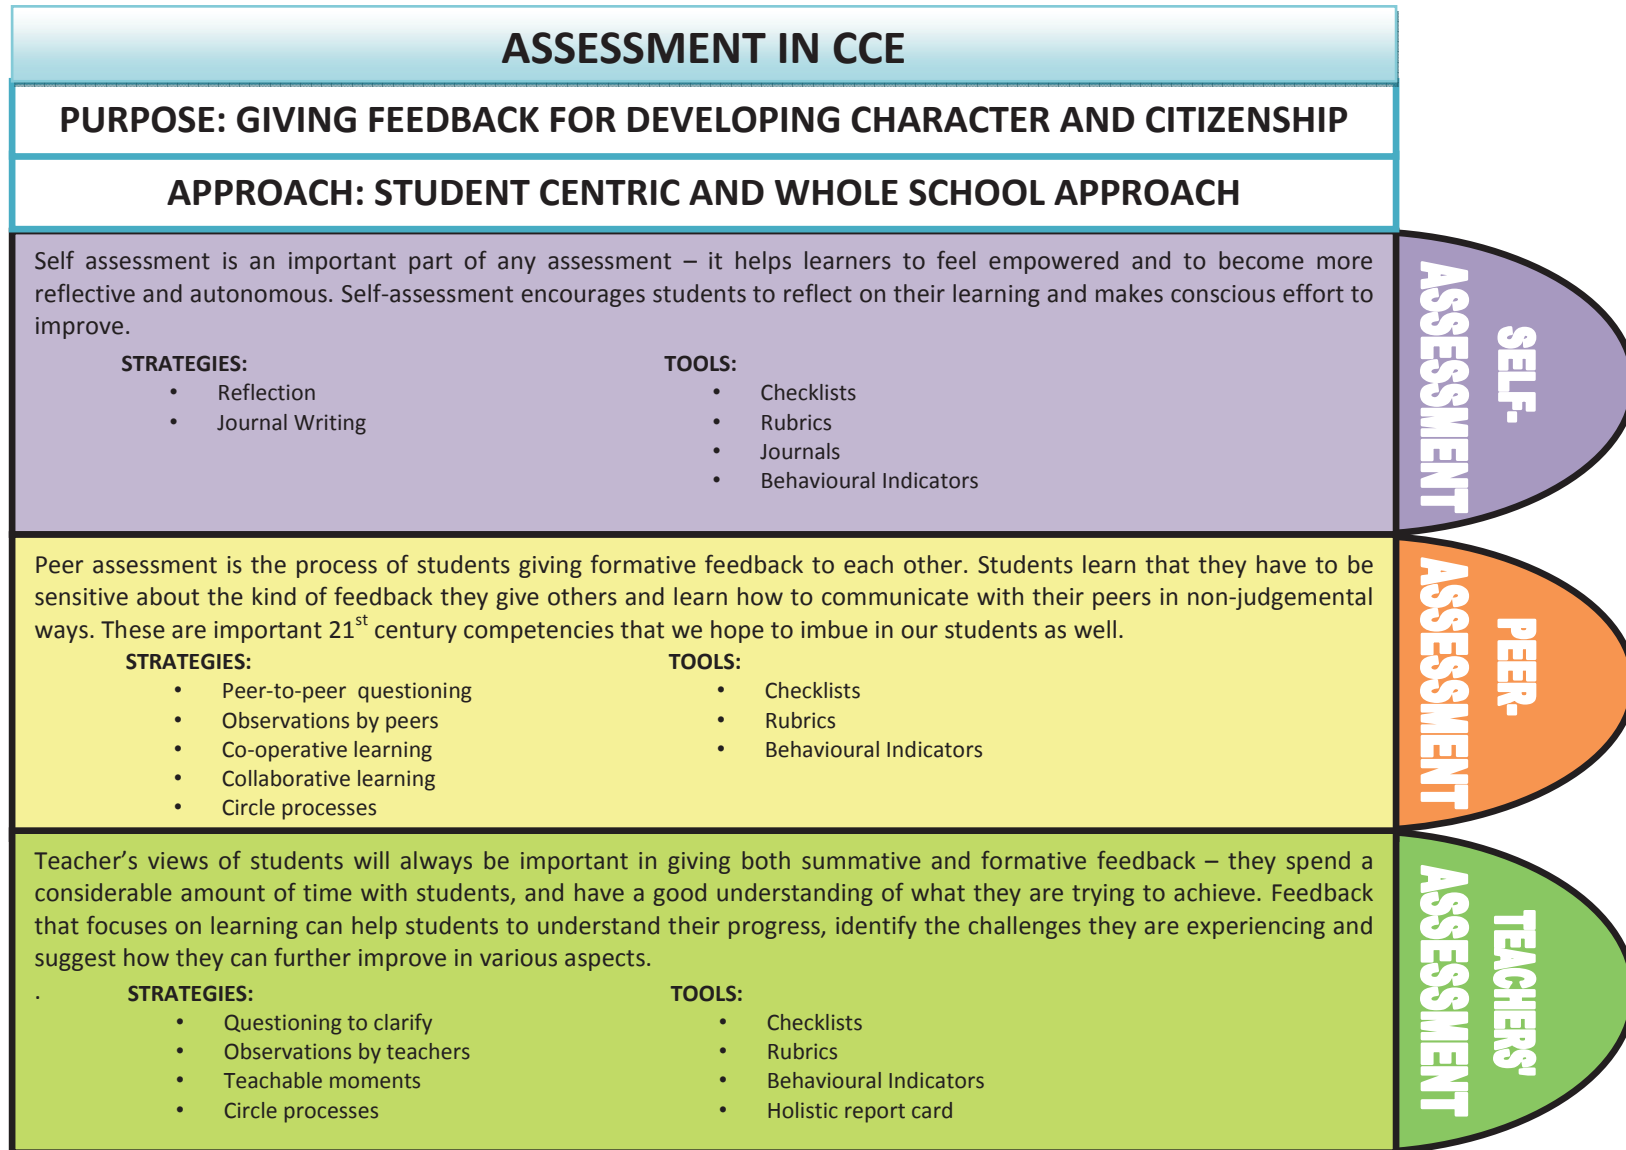 ASSESSMENT IN CCE
PURPOSE: GIVING FEEDBACK FOR DEVELOPING CHARACTER AND CITIZENSHIP
APPROACH: STUDENT CENTRIC AND WHOLE SCHOOL APPROACH
Self assessment is an important part of any assessment – it helps learners to feel empowered and to become more
reflective and autonomous. Self-assessment encourages students to reflect on their learning and makes conscious effort to
improve.
STRATEGIES:
• Reflection
• Journal Writing
TOOLS:
• Checklists
• Rubrics
• Journals
• Behavioural Indicators
SELF-
ASSESSMENT
Peer assessment is the process of students giving formative feedback to each other. Students learn that they have to be
sensitive about the kind of feedback they give others and learn how to communicate with their peers in non-judgemental
ways. These are important 21st century competencies that we hope to imbue in our students as well.
STRATEGIES:
• Peer-to-peer questioning
• Observations by peers
• Co-operative learning
• Collaborative learning
• Circle processes
TOOLS:
• Checklists
• Rubrics
• Behavioural Indicators
PEER-
ASSESSMENT
Teacher’s views of students will always be important in giving both summative and formative feedback – they spend a
considerable amount of time with students, and have a good understanding of what they are trying to achieve. Feedback
that focuses on learning can help students to understand their progress, identify the challenges they are experiencing and
suggest how they can further improve in various aspects.
.
STRATEGIES:
• Questioning to clarify
• Observations by teachers
• Teachable moments
• Circle processes
TOOLS:
• Checklists
• Rubrics
• Behavioural Indicators
• Holistic report card
TEACHERS'
ASSESSMENT